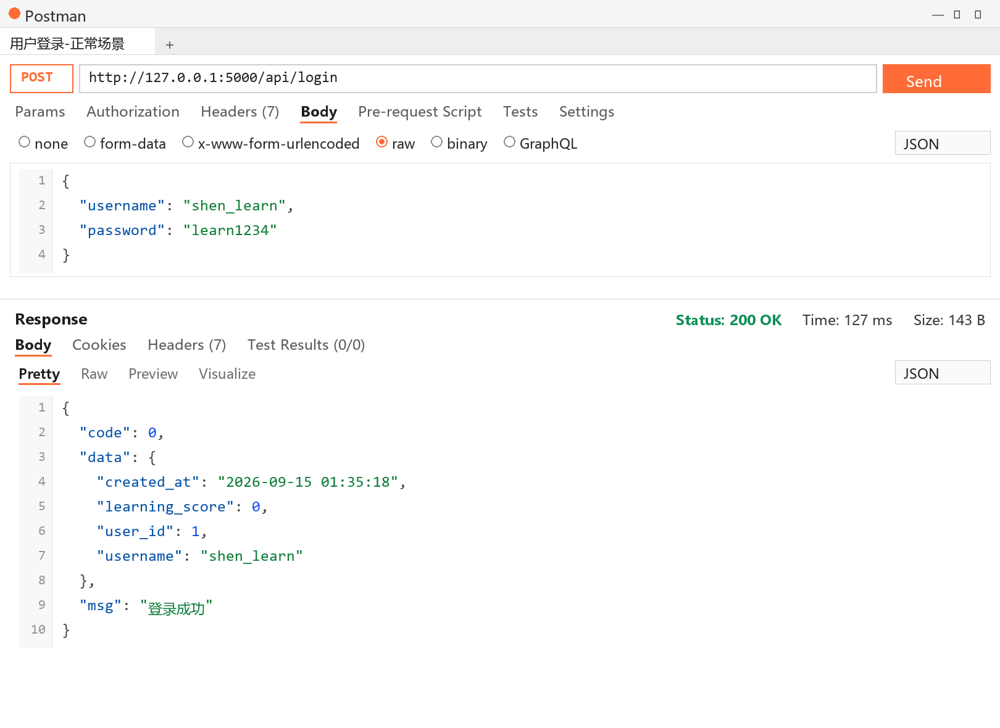 Postman
用户登录-正常场景 +
POST http://127.0.0.1:5000/api/login Send
Params Authorization Headers (7) Body Pre-request Script Tests Settings
none form-data x-www-form-urlencoded raw binary GraphQL JSON
1 {
2 "username": "shen_learn",
3 "password": "learn1234"
4 }
Response Status: 200 OK Time: 127 ms Size: 143 B
Body Cookies Headers (7) Test Results (0/0)
Pretty Raw Preview Visualize JSON
1 {
2 "code": 0,
3 "data": {
4 "created_at": "2026-09-15 01:35:18",
5 "learning_score": 0,
6 "user_id": 1,
7 "username": "shen_learn"
8 },
9 "msg": "登录成功"
10 }